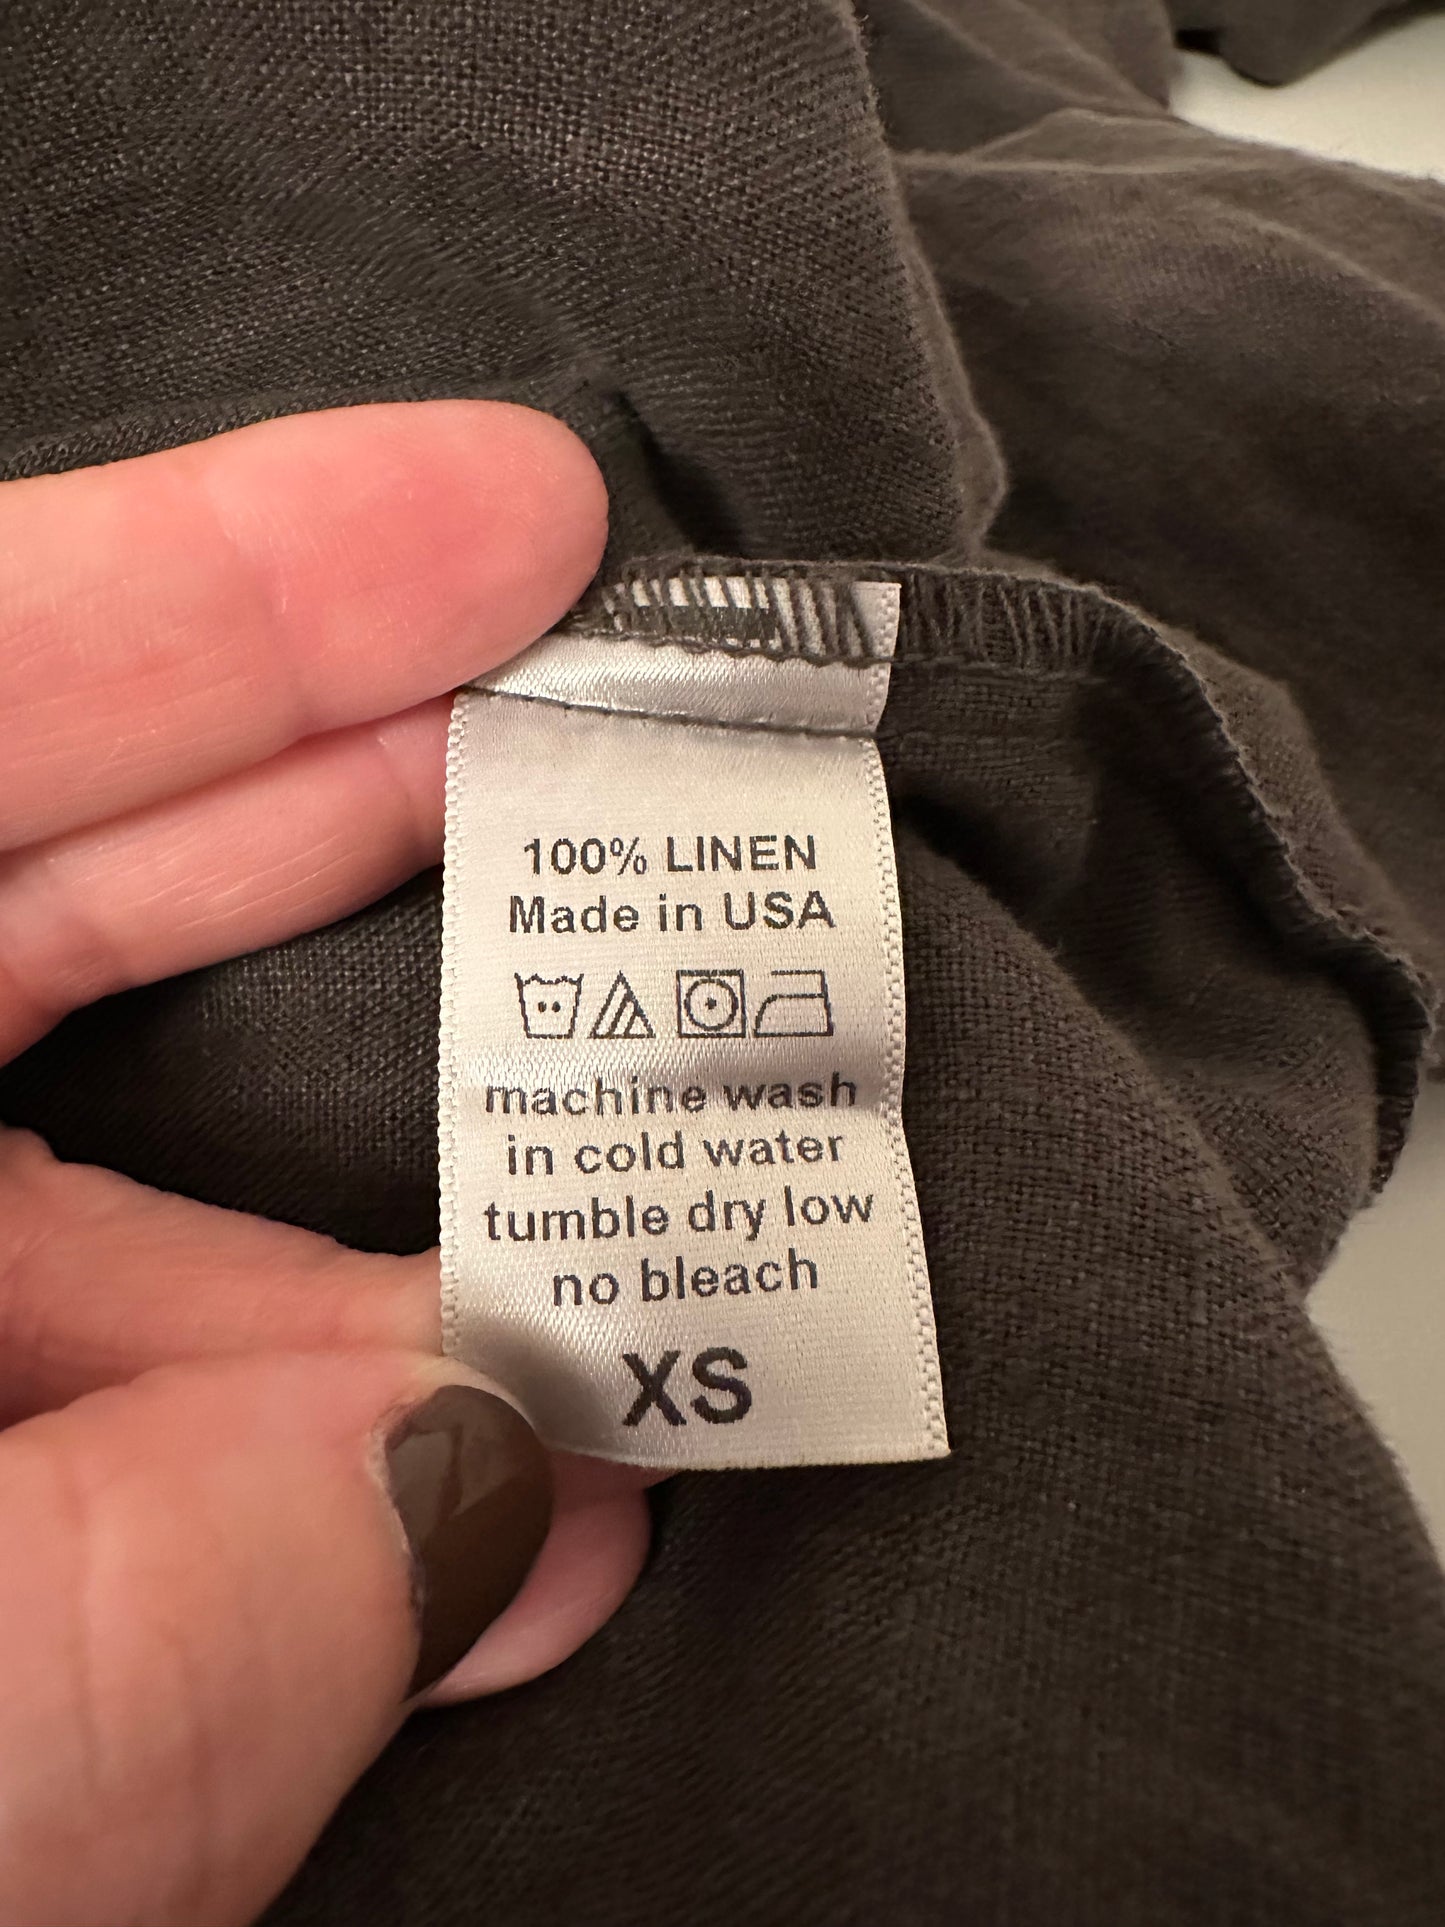 100% LINEN
Made in USA
machine wash
in cold water
tumble dry low
no bleach
XS